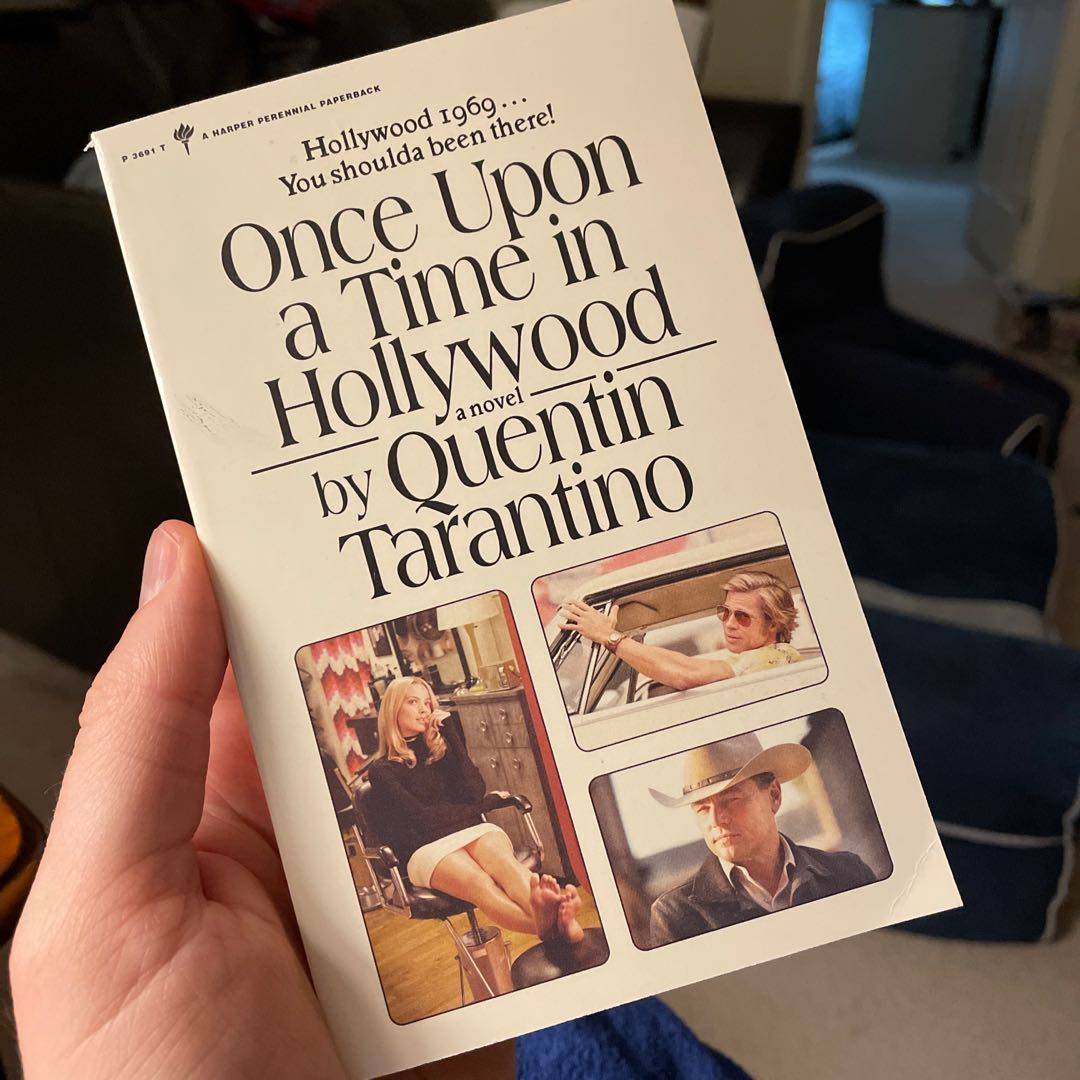 P 3691 T A HARPER PERENNIAL PAPERBACK
Hollywood 1969...
You shoulda been there!
Once Upon
a Time in
Hollywood
a novel
by Quentin
Tarantino